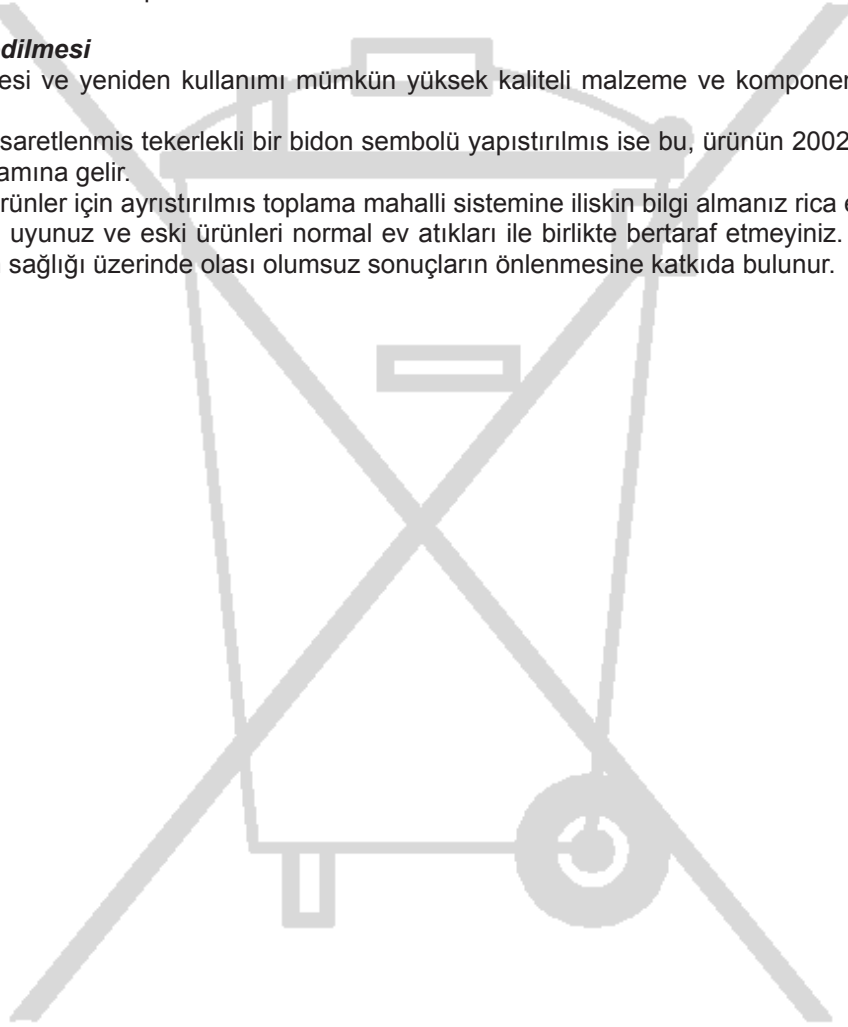 dilmesi
esi ve yeniden kullanımı mümkün yüksek kaliteli malzeme ve komponen
saretlenmis tekerlekli bir bidon sembolü yapıstırılmıs ise bu, ürünün 2002
amına gelir.
rünler için ayrıstırılmıs toplama mahalli sistemine iliskin bilgi almanız rica e
uyunuz ve eski ürünleri normal ev atıkları ile birlikte bertaraf etmeyiniz.
sağlığı üzerinde olası olumsuz sonuçların önlenmesine katkıda bulunur.